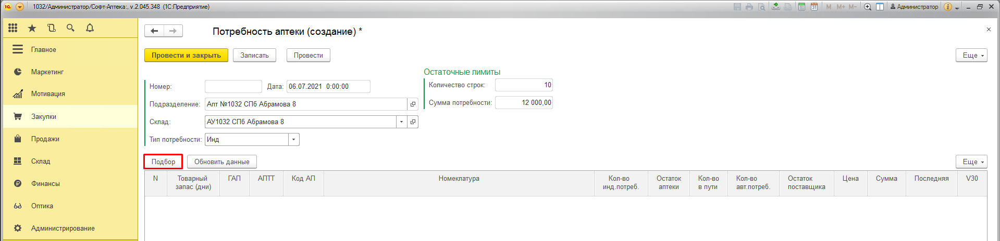 1032/Администратор/Софт-Аптека:, v.2.045.348 (1С:Предприятие)
M M+ M- Администратор
Потребность аптеки (создание) *
Главное
Маркетинг
Мотивация
Закупки
Продажи
Склад
Финансы
Оптика
Администрирование
Провести и закрыть Записать Провести Еще
Остаточные лимиты
Номер: Дата: 06.07.2021 0:00:00
Количество строк: 10
Подразделение: Апт №1032 СПб Абрамова 8
Сумма потребности: 12 000,00
Склад: АУ1032 СПб Абрамова 8
Тип потребности: Инд
Подбор Обновить данные Еще
N Товарный запас (дни) ГАП АПТТ Код АП Номеклатура Кол-во инд.потреб. Остаток аптеки Кол-во в пути Кол-во авт.потреб. Остаток поставщика Цена Сумма Последняя V30